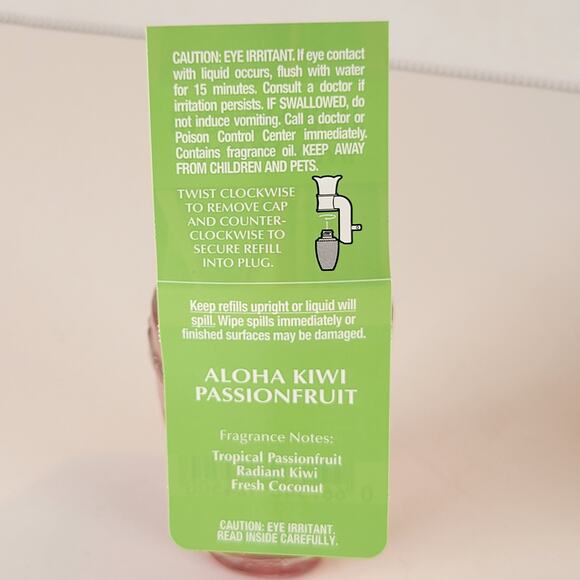 CAUTION: EYE IRRITANT. If eye contact
with liquid occurs, flush with water
for 15 minutes. Consult a doctor if
irritation persists. IF SWALLOWED, do
not induce vomiting. Call a doctor or
Poison Control Center immediately.
Contains fragrance oil. KEEP AWAY
FROM CHILDREN AND PETS.
TWIST CLOCKWISE
TO REMOVE CAP
AND COUNTER-
CLOCKWISE TO
SECURE REFILL
INTO PLUG.
Keep refills upright or liquid will
spill. Wipe spills immediately or
finished surfaces may be damaged.
ALOHA KIWI
PASSIONFRUIT
Fragrance Notes:
Tropical Passionfruit
Radiant Kiwi
Fresh Coconut
CAUTION: EYE IRRITANT.
READ INSIDE CAREFULLY.